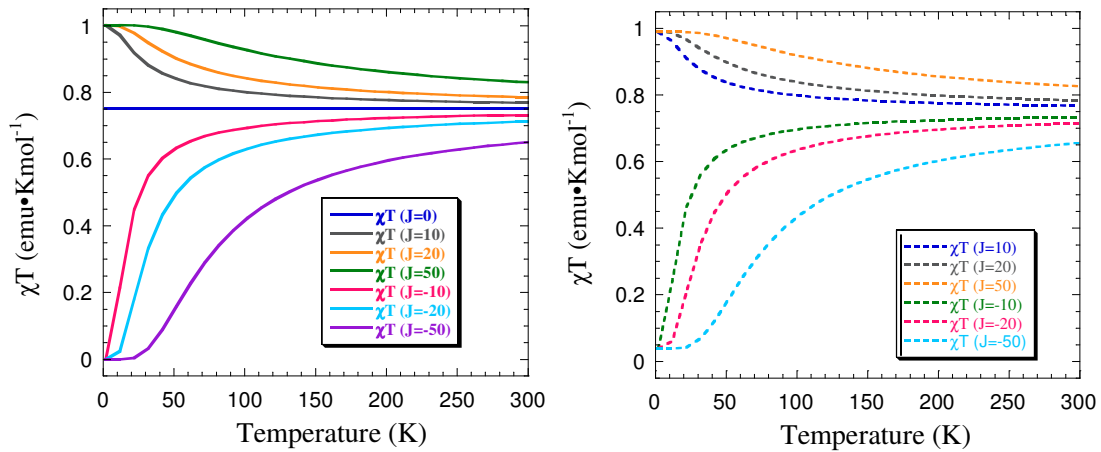 χT (emu•Kmol⁻¹)
1
0.8
0.6
0.4
0.2
0
χT (J=0)
χT (J=10)
χT (J=20)
χT (J=50)
χT (J=-10)
χT (J=-20)
χT (J=-50)
0 50 100 150 200 250 300
Temperature (K)
χT (emu•Kmol⁻¹)
1
0.8
0.6
0.4
0.2
0
χT (J=10)
χT (J=20)
χT (J=50)
χT (J=-10)
χT (J=-20)
χT (J=-50)
0 50 100 150 200 250 300
Temperature (K)